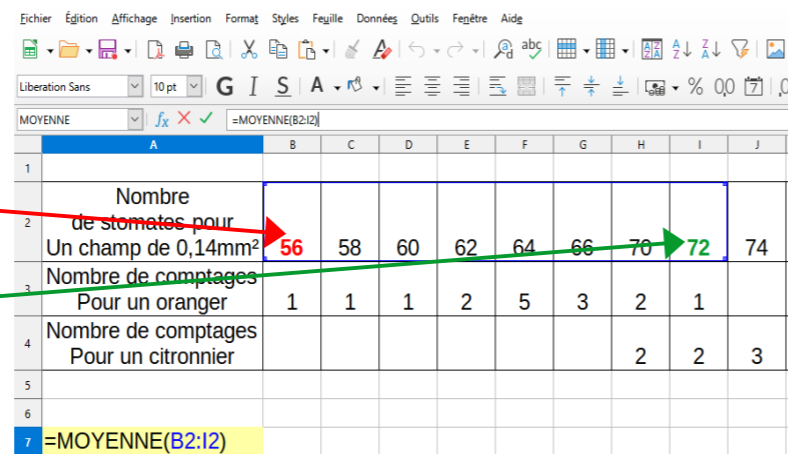 Fichier Édition Affichage Insertion Format Styles Feuille Données Outils Fenêtre Aide
Liberation Sans 10 pt G I S A % 0,0 7
MOYENNE fx =MOYENNE(B2:I2)
A B C D E F G H I J
1
Nombre
2 de stomates pour
Un champ de 0,14mm² 56 58 60 62 64 66 70 72 74
Nombre de comptages
3 Pour un oranger 1 1 1 2 5 3 2 1
Nombre de comptages
4 Pour un citronnier 2 2 3
5
6
7 =MOYENNE(B2:I2)